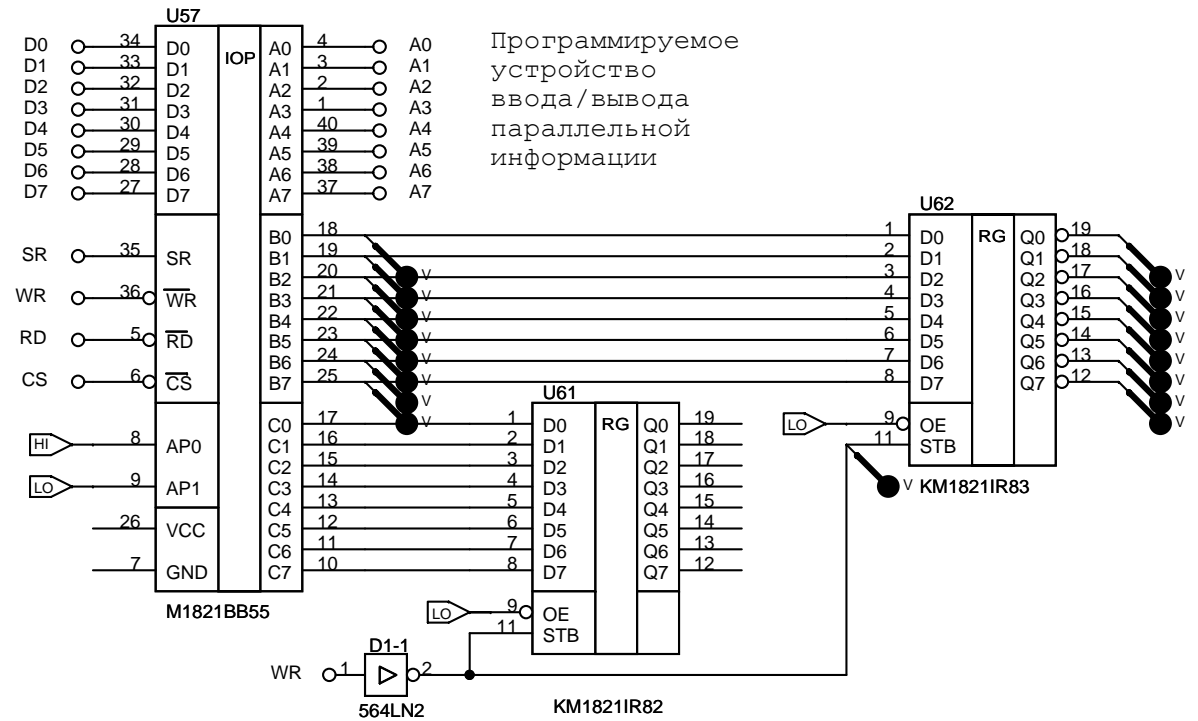 U57
D0 34 D0 IOP A0 4 A0
D1 33 D1 A1 3 A1
D2 32 D2 A2 2 A2
D3 31 D3 A3 1 A3
D4 30 D4 A4 40 A4
D5 29 D5 A5 39 A5
D6 28 D6 A6 38 A6
D7 27 D7 A7 37 A7
Программируемое
устройство
ввода/вывода
параллельной
информации
SR 35 SR
WR 36 WR
RD 5 RD
CS 6 CS
HI 8 AP0
LO 9 AP1
26 VCC
7 GND
B0 18
B1 19
B2 20
B3 21
B4 22
B5 23
B6 24
B7 25
V
V
V
V
V
V
V
V
C0 17
C1 16
C2 15
C3 14
C4 13
C5 12
C6 11
C7 10
M1821BB55
U62
1 D0 RG Q0 19
2 D1 Q1 18
3 D2 Q2 17
4 D3 Q3 16
5 D4 Q4 15
6 D5 Q5 14
7 D6 Q6 13
8 D7 Q7 12
V
V
V
V
V
V
V
V
LO 9 OE
11 STB
V
KM1821IR83
U61
1 D0 RG Q0 19
2 D1 Q1 18
3 D2 Q2 17
4 D3 Q3 16
5 D4 Q4 15
6 D5 Q5 14
7 D6 Q6 13
8 D7 Q7 12
LO 9 OE
11 STB
KM1821IR82
D1-1
WR 1 2
564LN2